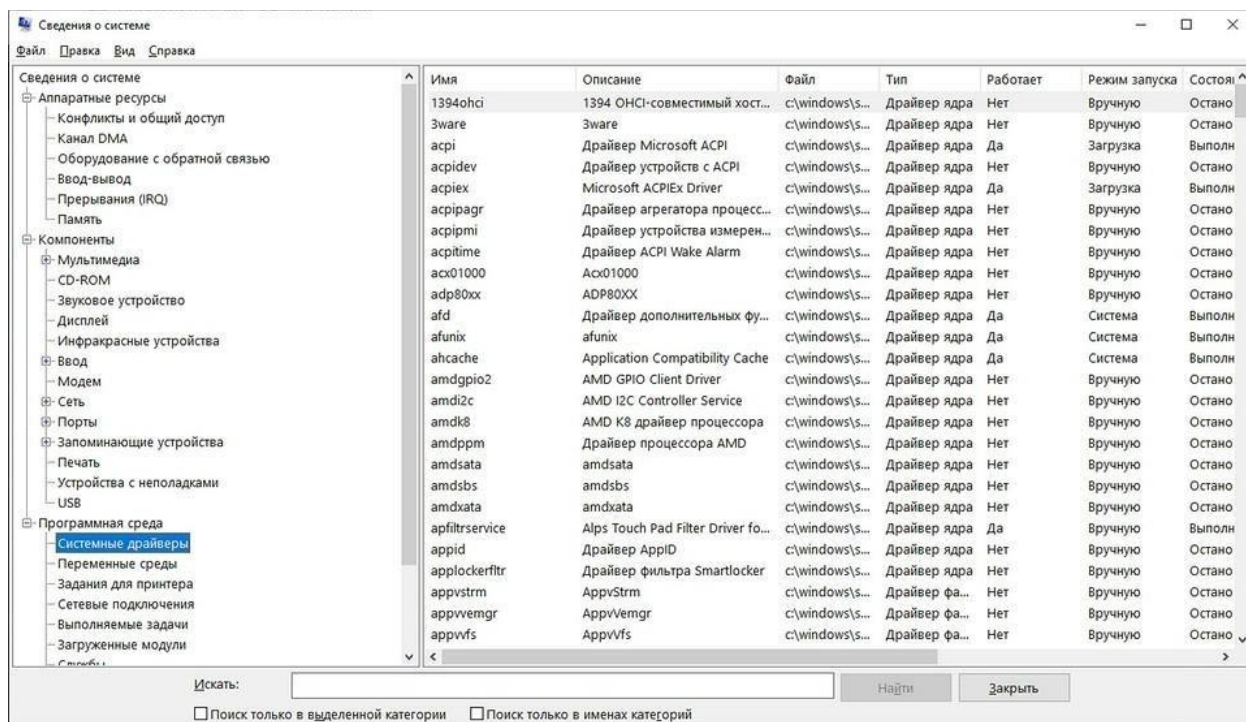 Сведения о системе
Файл Правка Вид Справка
Сведения о системе
Аппаратные ресурсы
Конфликты и общий доступ
Канал DMA
Оборудование с обратной связью
Ввод-вывод
Прерывания (IRQ)
Память
Компоненты
Мультимедиа
CD-ROM
Звуковое устройство
Дисплей
Инфракрасные устройства
Ввод
Модем
Сеть
Порты
Запоминающие устройства
Печать
Устройства с неполадками
USB
Программная среда
Системные драйверы
Переменные среды
Задания для принтера
Сетевые подключения
Выполняемые задачи
Загруженные модули
Службы
Имя Описание Файл Тип Работает Режим запуска Состоя
1394ohci 1394 OHCI-совместимый хост... c:\windows\s... Драйвер ядра Нет Вручную Остано
3ware 3ware c:\windows\s... Драйвер ядра Нет Вручную Остано
acpi Драйвер Microsoft ACPI c:\windows\s... Драйвер ядра Да Загрузка Выполн
acpidev Драйвер устройств с ACPI c:\windows\s... Драйвер ядра Нет Вручную Остано
acpiex Microsoft ACPIEx Driver c:\windows\s... Драйвер ядра Да Загрузка Выполн
acpipagr Драйвер агрегатора процесс... c:\windows\s... Драйвер ядра Нет Вручную Остано
acpipmi Драйвер устройства измерен... c:\windows\s... Драйвер ядра Нет Вручную Остано
acpitime Драйвер ACPI Wake Alarm c:\windows\s... Драйвер ядра Нет Вручную Остано
acx01000 Acx01000 c:\windows\s... Драйвер ядра Нет Вручную Остано
adp80xx ADP80XX c:\windows\s... Драйвер ядра Нет Вручную Остано
afd Драйвер дополнительных фу... c:\windows\s... Драйвер ядра Да Система Выполн
afunix afunix c:\windows\s... Драйвер ядра Да Система Выполн
ahcache Application Compatibility Cache c:\windows\s... Драйвер ядра Да Система Выполн
amdgpio2 AMD GPIO Client Driver c:\windows\s... Драйвер ядра Нет Вручную Остано
amdi2c AMD I2C Controller Service c:\windows\s... Драйвер ядра Нет Вручную Остано
amdk8 AMD K8 драйвер процессора c:\windows\s... Драйвер ядра Нет Вручную Остано
amdppm Драйвер процессора AMD c:\windows\s... Драйвер ядра Нет Вручную Остано
amdsata amdsata c:\windows\s... Драйвер ядра Нет Вручную Остано
amdsbs amdsbs c:\windows\s... Драйвер ядра Нет Вручную Остано
amdxata amdxata c:\windows\s... Драйвер ядра Нет Вручную Остано
apfiltrservice Alps Touch Pad Filter Driver fo... c:\windows\s... Драйвер ядра Да Вручную Выполн
appid Драйвер AppID c:\windows\s... Драйвер ядра Нет Вручную Остано
applockerfltr Драйвер фильтра Smartlocker c:\windows\s... Драйвер ядра Нет Вручную Остано
appvstrm AppvStrm c:\windows\s... Драйвер фа... Нет Вручную Остано
appvvemgr AppvVemgr c:\windows\s... Драйвер фа... Нет Вручную Остано
appvvfs AppvVfs c:\windows\s... Драйвер фа... Нет Вручную Остано
Искать: Найти Закрыть
Поиск только в выделенной категории Поиск только в именах категорий